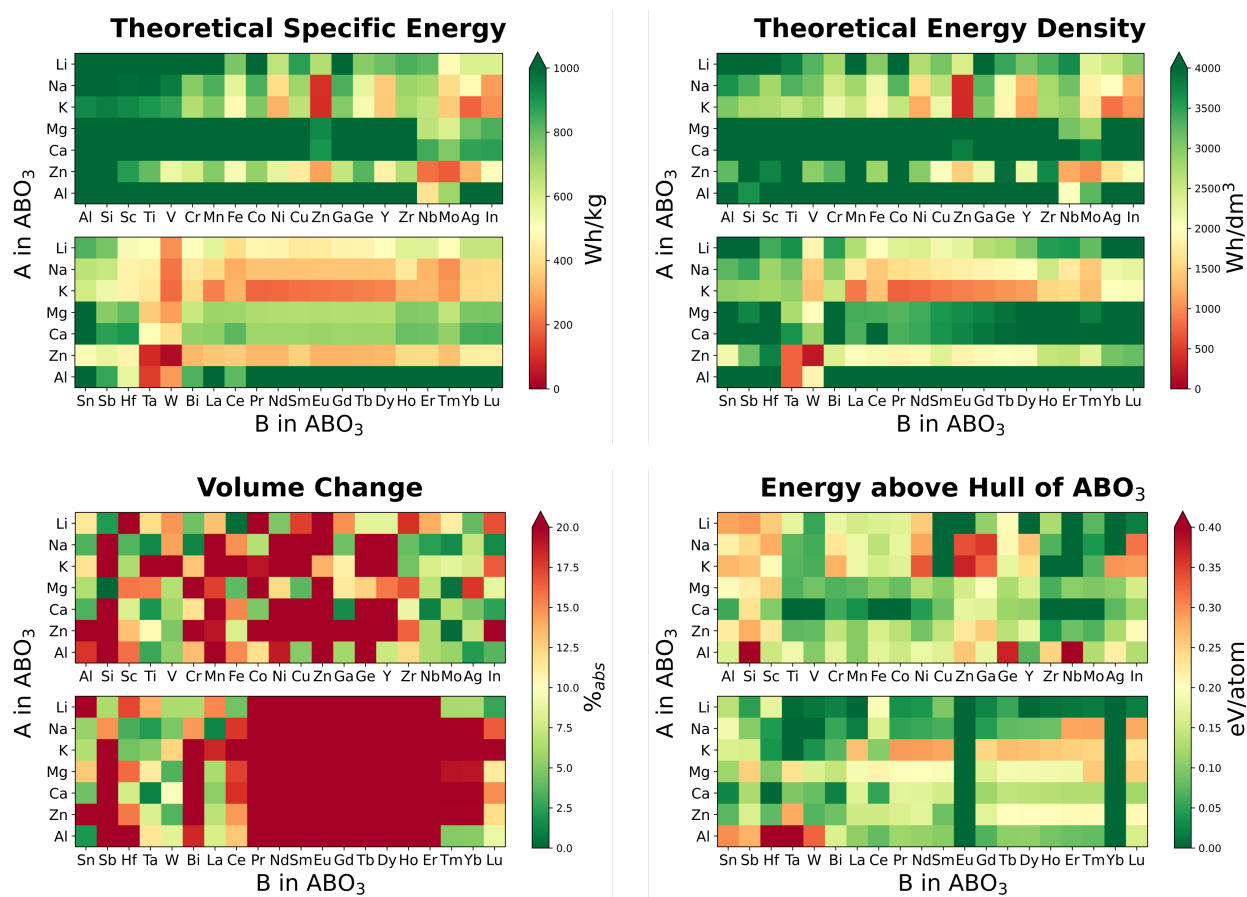 Theoretical Specific Energy
A in ABO₃
Li
Na
K
Mg
Ca
Zn
Al
Al Si Sc Ti V Cr Mn Fe Co Ni Cu Zn Ga Ge Y Zr Nb Mo Ag In
Li
Na
K
Mg
Ca
Zn
Al
Sn Sb Hf Ta W Bi La Ce Pr Nd Sm Eu Gd Tb Dy Ho Er Tm Yb Lu
B in ABO₃
1000
800
600
400
200
0
Wh/kg
Theoretical Energy Density
A in ABO₃
Li
Na
K
Mg
Ca
Zn
Al
Al Si Sc Ti V Cr Mn Fe Co Ni Cu Zn Ga Ge Y Zr Nb Mo Ag In
Li
Na
K
Mg
Ca
Zn
Al
Sn Sb Hf Ta W Bi La Ce Pr Nd Sm Eu Gd Tb Dy Ho Er Tm Yb Lu
B in ABO₃
4000
3500
3000
2500
2000
1500
1000
500
0
Wh/dm³
Volume Change
A in ABO₃
Li
Na
K
Mg
Ca
Zn
Al
Al Si Sc Ti V Cr Mn Fe Co Ni Cu Zn Ga Ge Y Zr Nb Mo Ag In
Li
Na
K
Mg
Ca
Zn
Al
Sn Sb Hf Ta W Bi La Ce Pr Nd Sm Eu Gd Tb Dy Ho Er Tm Yb Lu
B in ABO₃
20.0
17.5
15.0
12.5
10.0
7.5
5.0
2.5
0.0
%abs
Energy above Hull of ABO₃
A in ABO₃
Li
Na
K
Mg
Ca
Zn
Al
Al Si Sc Ti V Cr Mn Fe Co Ni Cu Zn Ga Ge Y Zr Nb Mo Ag In
Li
Na
K
Mg
Ca
Zn
Al
Sn Sb Hf Ta W Bi La Ce Pr Nd Sm Eu Gd Tb Dy Ho Er Tm Yb Lu
B in ABO₃
0.40
0.35
0.30
0.25
0.20
0.15
0.10
0.05
0.00
eV/atom